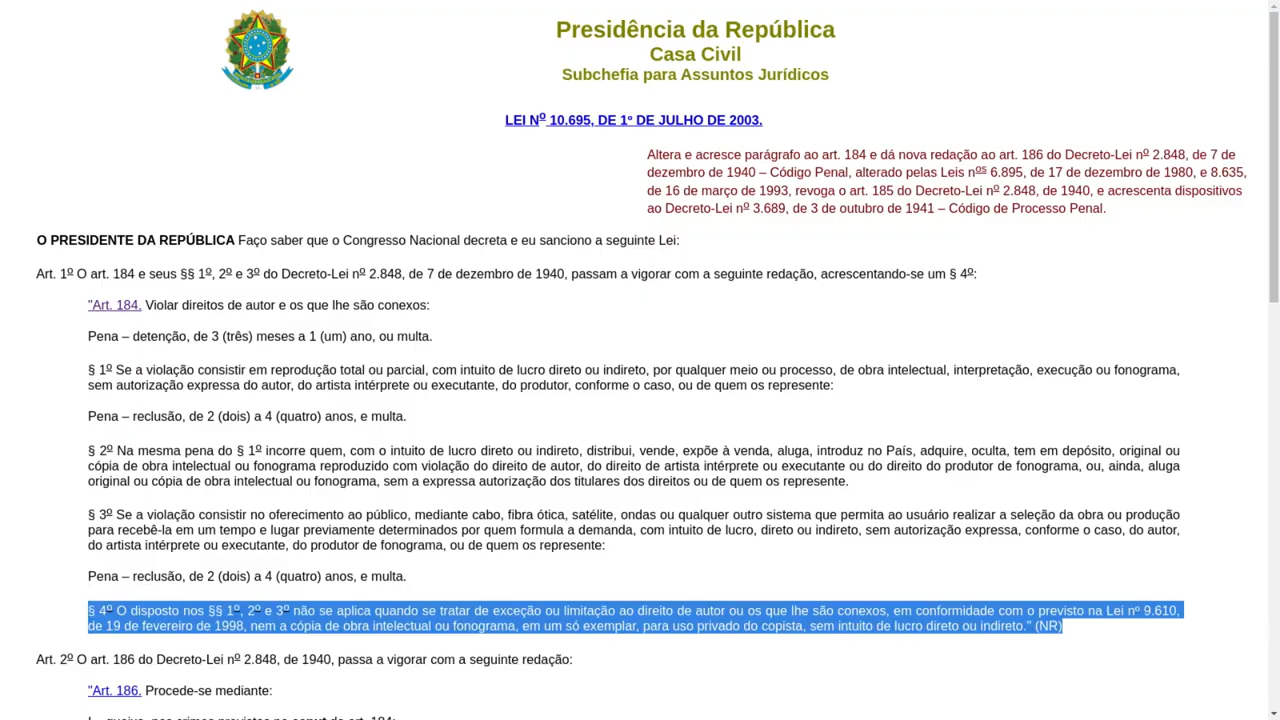 Presidência da República
Casa Civil
Subchefia para Assuntos Jurídicos
LEI Nº 10.695, DE 1º DE JULHO DE 2003.
Altera e acresce parágrafo ao art. 184 e dá nova redação ao art. 186 do Decreto-Lei nº 2.848, de 7 de
dezembro de 1940 – Código Penal, alterado pelas Leis nºs 6.895, de 17 de dezembro de 1980, e 8.635,
de 16 de março de 1993, revoga o art. 185 do Decreto-Lei nº 2.848, de 1940, e acrescenta dispositivos
ao Decreto-Lei nº 3.689, de 3 de outubro de 1941 – Código de Processo Penal.
O PRESIDENTE DA REPÚBLICA Faço saber que o Congresso Nacional decreta e eu sanciono a seguinte Lei:
Art. 1º O art. 184 e seus §§ 1º, 2º e 3º do Decreto-Lei nº 2.848, de 7 de dezembro de 1940, passam a vigorar com a seguinte redação, acrescentando-se um § 4º:
"Art. 184. Violar direitos de autor e os que lhe são conexos:
Pena – detenção, de 3 (três) meses a 1 (um) ano, ou multa.
§ 1º Se a violação consistir em reprodução total ou parcial, com intuito de lucro direto ou indireto, por qualquer meio ou processo, de obra intelectual, interpretação, execução ou fonograma,
sem autorização expressa do autor, do artista intérprete ou executante, do produtor, conforme o caso, ou de quem os represente:
Pena – reclusão, de 2 (dois) a 4 (quatro) anos, e multa.
§ 2º Na mesma pena do § 1º incorre quem, com o intuito de lucro direto ou indireto, distribui, vende, expõe à venda, aluga, introduz no País, adquire, oculta, tem em depósito, original ou
cópia de obra intelectual ou fonograma reproduzido com violação do direito de autor, do direito de artista intérprete ou executante ou do direito do produtor de fonograma, ou, ainda, aluga
original ou cópia de obra intelectual ou fonograma, sem a expressa autorização dos titulares dos direitos ou de quem os represente.
§ 3º Se a violação consistir no oferecimento ao público, mediante cabo, fibra ótica, satélite, ondas ou qualquer outro sistema que permita ao usuário realizar a seleção da obra ou produção
para recebê-la em um tempo e lugar previamente determinados por quem formula a demanda, com intuito de lucro, direto ou indireto, sem autorização expressa, conforme o caso, do autor,
do artista intérprete ou executante, do produtor de fonograma, ou de quem os represente:
Pena – reclusão, de 2 (dois) a 4 (quatro) anos, e multa.
§ 4º O disposto nos §§ 1º, 2º e 3º não se aplica quando se tratar de exceção ou limitação ao direito de autor ou os que lhe são conexos, em conformidade com o previsto na Lei nº 9.610,
de 19 de fevereiro de 1998, nem a cópia de obra intelectual ou fonograma, em um só exemplar, para uso privado do copista, sem intuito de lucro direto ou indireto." (NR)
Art. 2º O art. 186 do Decreto-Lei nº 2.848, de 1940, passa a vigorar com a seguinte redação:
"Art. 186. Procede-se mediante:
I – queixa, nos crimes previstos no caput do art. 184;